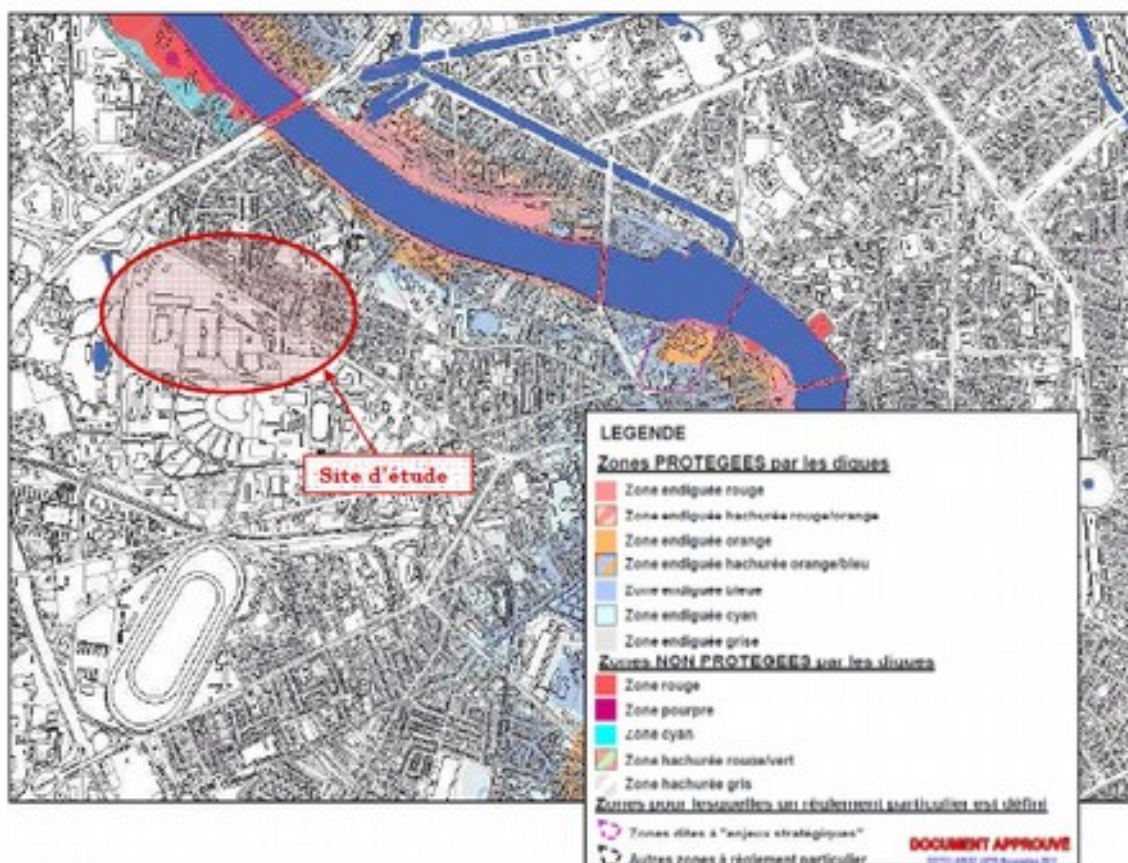 Site d'étude
LEGENDE
Zones PROTEGEES par les digues
Zone endiguée rouge
Zone endiguée hachurée rouge/orange
Zone endiguée orange
Zone endiguée hachurée orange/bleu
Zone endiguée bleue
Zone endiguée cyan
Zone endiguée grise
Zones NON PROTEGEES par les digues
Zone rouge
Zone pourpre
Zone cyan
Zone hachurée rouge/vert
Zone hachurée gris
Zones pour lesquelles un règlement particulier est défini
Zones dites à "enjeux stratégiques"
Autres zones à règlement particulier
DOCUMENT APPROUVÉ